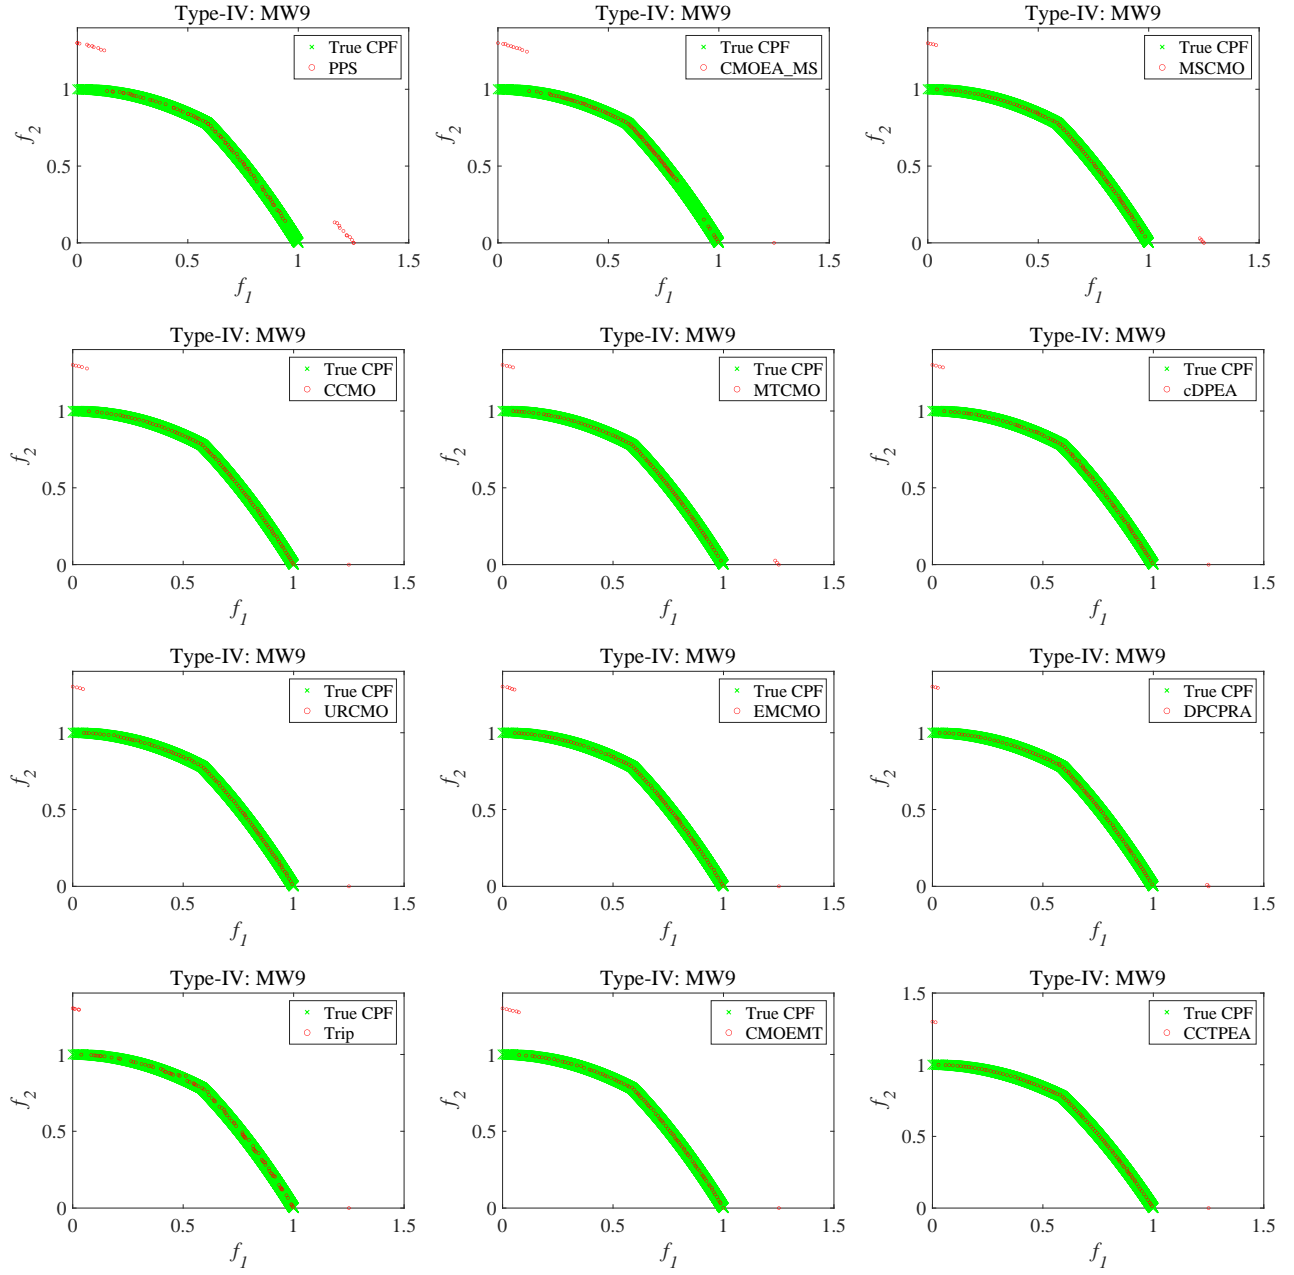 Type-IV: MW9
True CPF
PPS
1
0.5
0
f2
0 0.5 1 1.5
f1
Type-IV: MW9
True CPF
CMOEA_MS
1
0.5
0
f2
0 0.5 1 1.5
f1
Type-IV: MW9
True CPF
MSCMO
1
0.5
0
f2
0 0.5 1 1.5
f1
Type-IV: MW9
True CPF
CCMO
1
0.5
0
f2
0 0.5 1 1.5
f1
Type-IV: MW9
True CPF
MTCMO
1
0.5
0
f2
0 0.5 1 1.5
f1
Type-IV: MW9
True CPF
cDPEA
1
0.5
0
f2
0 0.5 1 1.5
f1
Type-IV: MW9
True CPF
URCMO
1
0.5
0
f2
0 0.5 1 1.5
f1
Type-IV: MW9
True CPF
EMCMO
1
0.5
0
f2
0 0.5 1 1.5
f1
Type-IV: MW9
True CPF
DPCPRA
1
0.5
0
f2
0 0.5 1 1.5
f1
Type-IV: MW9
True CPF
Trip
1
0.5
0
f2
0 0.5 1 1.5
f1
Type-IV: MW9
True CPF
CMOEMT
1
0.5
0
f2
0 0.5 1 1.5
f1
Type-IV: MW9
True CPF
CCTPEA
1.5
1
0.5
0
f2
0 0.5 1 1.5
f1